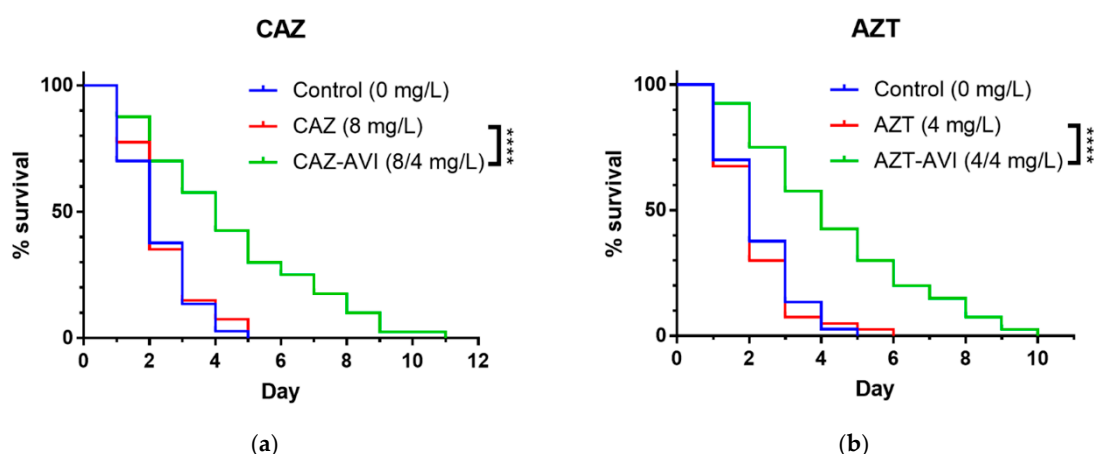 CAZ
% survival
100
50
0
Control (0 mg/L)
CAZ (8 mg/L)
CAZ-AVI (8/4 mg/L)
****
0 2 4 6 8 10 12
Day
(a)
AZT
% survival
100
50
0
Control (0 mg/L)
AZT (4 mg/L)
AZT-AVI (4/4 mg/L)
****
0 2 4 6 8 10
Day
(b)